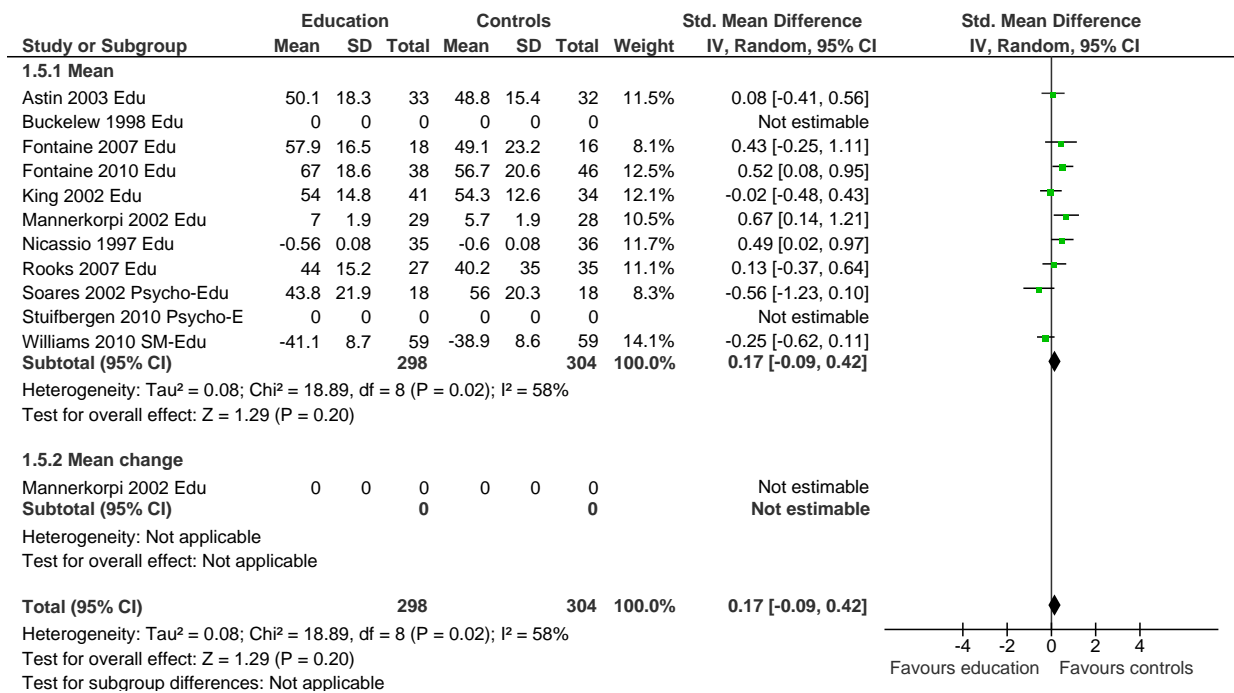 Education Controls Std. Mean Difference Std. Mean Difference
Study or Subgroup Mean SD Total Mean SD Total Weight IV, Random, 95% CI IV, Random, 95% CI
1.5.1 Mean
Astin 2003 Edu 50.1 18.3 33 48.8 15.4 32 11.5% 0.08 [-0.41, 0.56]
Buckelew 1998 Edu 0 0 0 0 0 0 Not estimable
Fontaine 2007 Edu 57.9 16.5 18 49.1 23.2 16 8.1% 0.43 [-0.25, 1.11]
Fontaine 2010 Edu 67 18.6 38 56.7 20.6 46 12.5% 0.52 [0.08, 0.95]
King 2002 Edu 54 14.8 41 54.3 12.6 34 12.1% -0.02 [-0.48, 0.43]
Mannerkorpi 2002 Edu 7 1.9 29 5.7 1.9 28 10.5% 0.67 [0.14, 1.21]
Nicassio 1997 Edu -0.56 0.08 35 -0.6 0.08 36 11.7% 0.49 [0.02, 0.97]
Rooks 2007 Edu 44 15.2 27 40.2 35 35 11.1% 0.13 [-0.37, 0.64]
Soares 2002 Psycho-Edu 43.8 21.9 18 56 20.3 18 8.3% -0.56 [-1.23, 0.10]
Stuifbergen 2010 Psycho-E 0 0 0 0 0 0 Not estimable
Williams 2010 SM-Edu -41.1 8.7 59 -38.9 8.6 59 14.1% -0.25 [-0.62, 0.11]
Subtotal (95% CI) 298 304 100.0% 0.17 [-0.09, 0.42]
Heterogeneity: Tau² = 0.08; Chi² = 18.89, df = 8 (P = 0.02); I² = 58%
Test for overall effect: Z = 1.29 (P = 0.20)
1.5.2 Mean change
Mannerkorpi 2002 Edu 0 0 0 0 0 0 Not estimable
Subtotal (95% CI) 0 0 Not estimable
Heterogeneity: Not applicable
Test for overall effect: Not applicable
Total (95% CI) 298 304 100.0% 0.17 [-0.09, 0.42]
Heterogeneity: Tau² = 0.08; Chi² = 18.89, df = 8 (P = 0.02); I² = 58%
Test for overall effect: Z = 1.29 (P = 0.20)
Test for subgroup differences: Not applicable
-4 -2 0 2 4
Favours education Favours controls